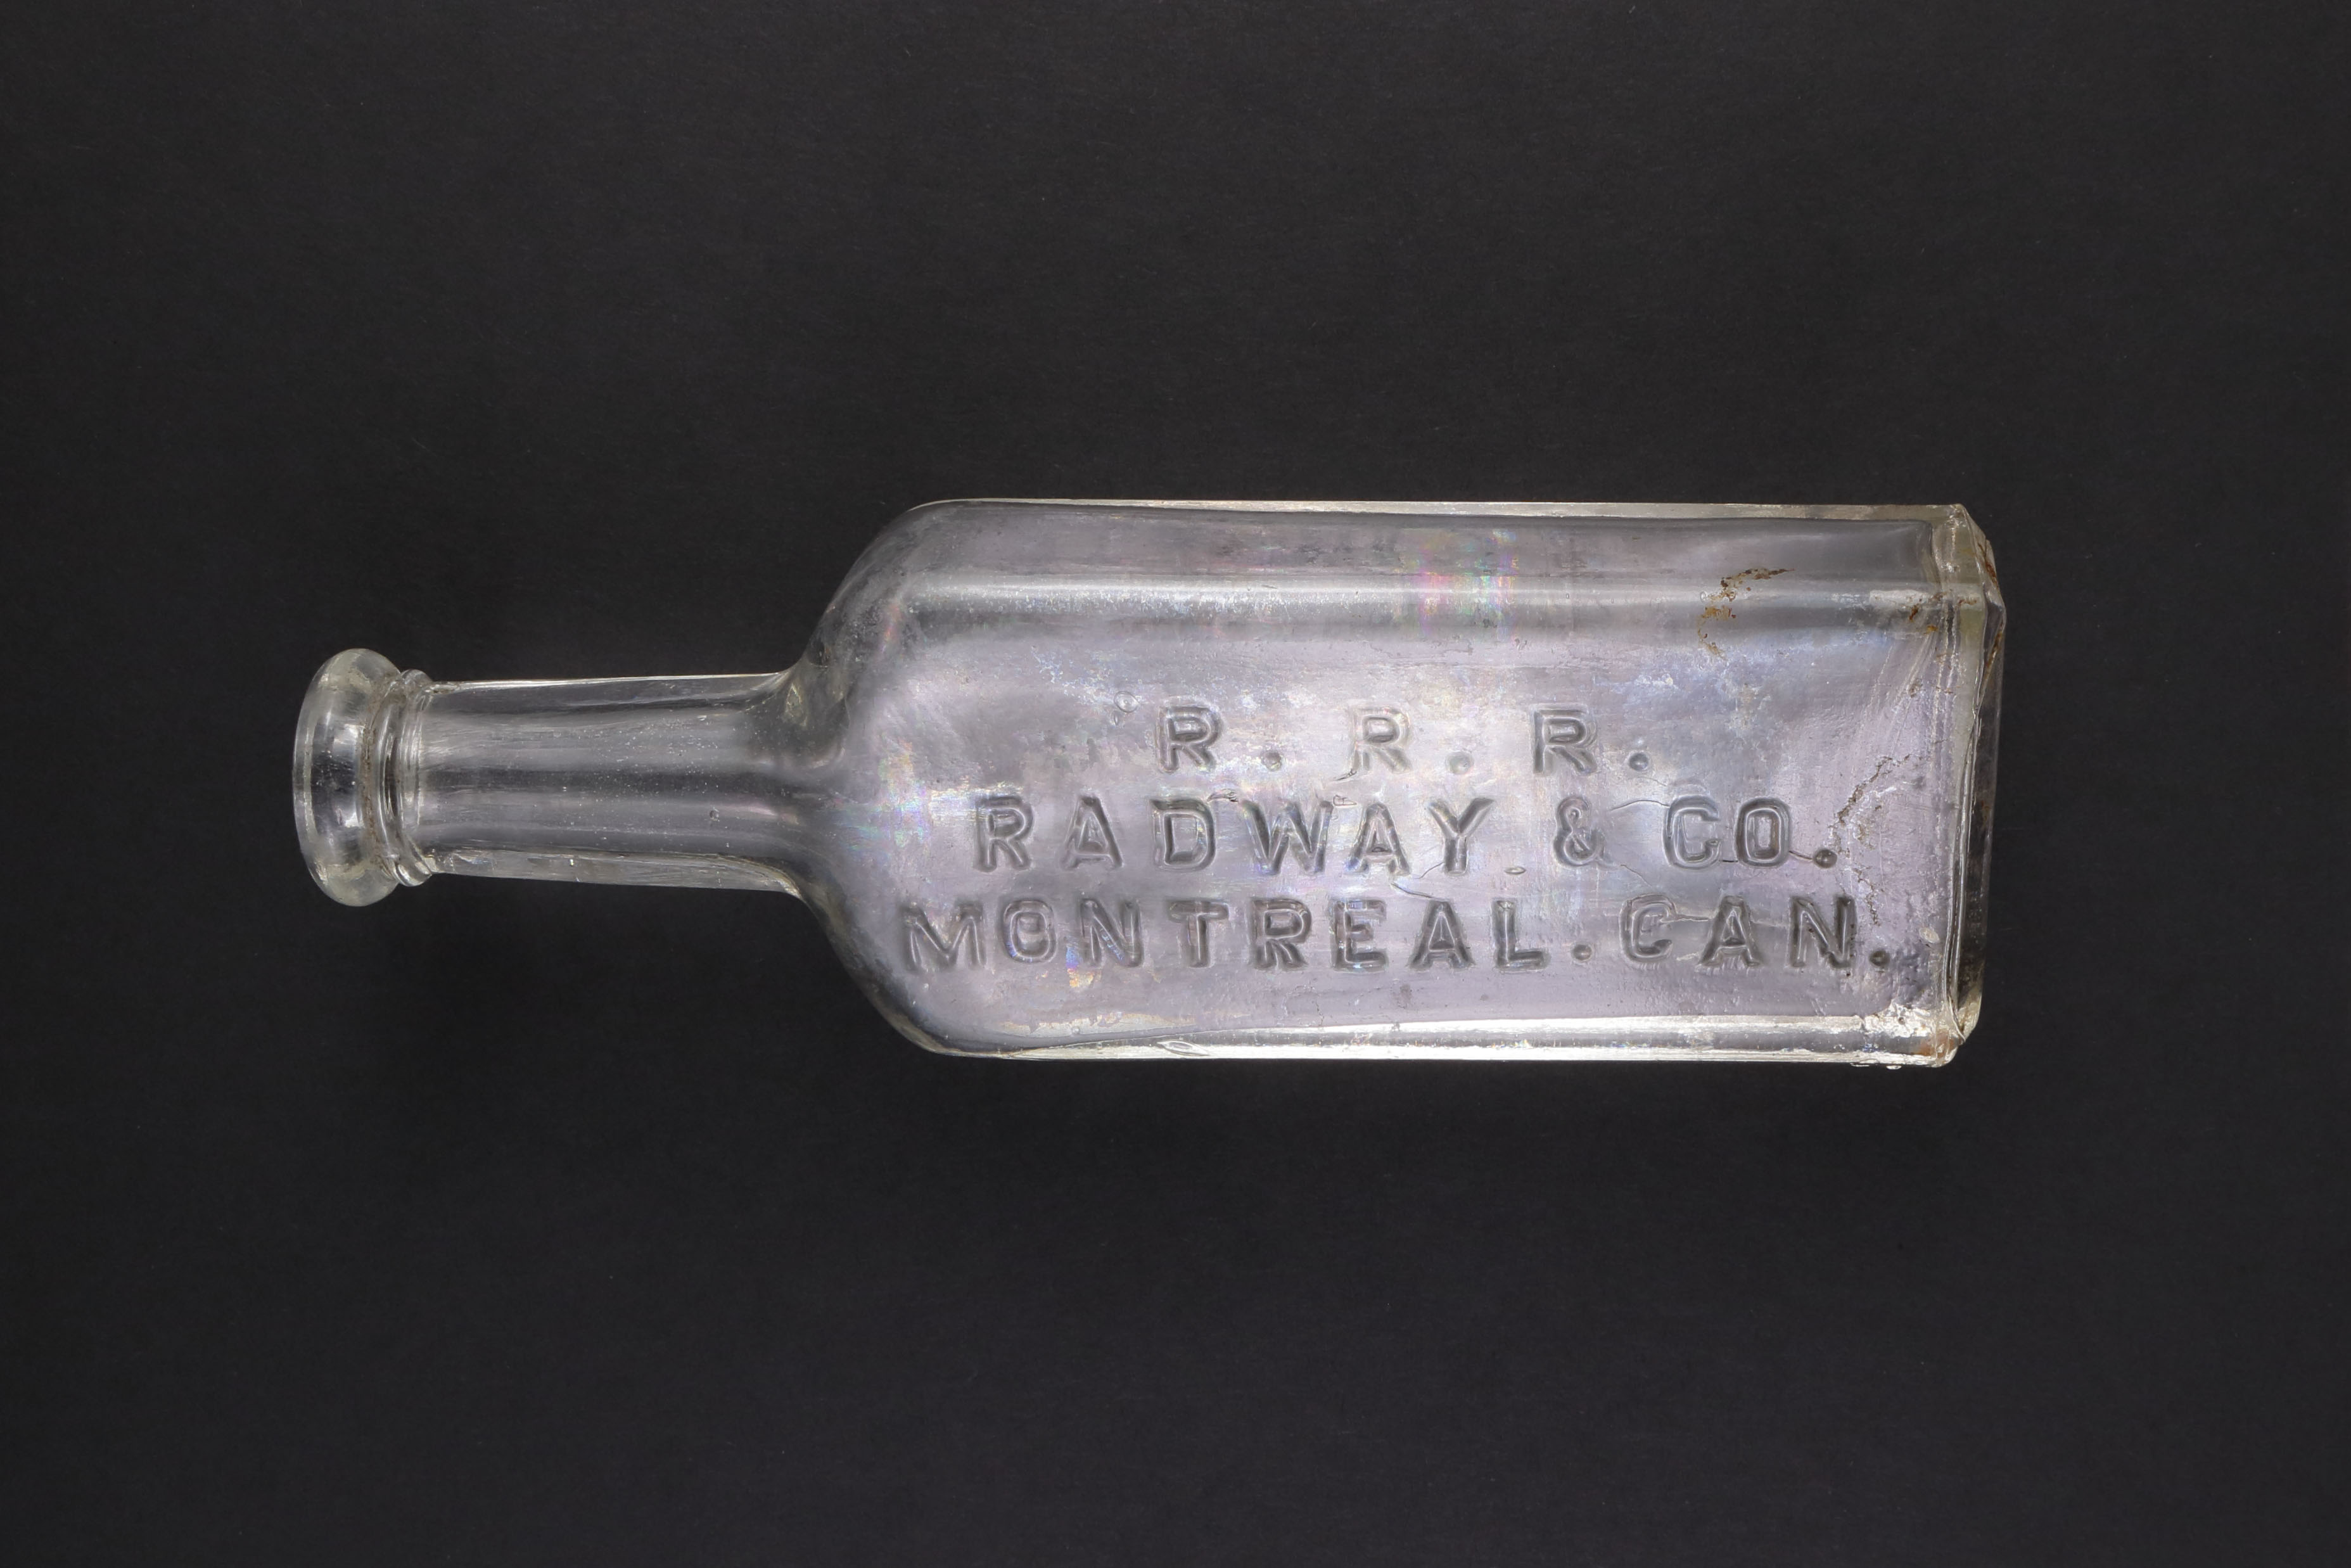 R. R. R.
RADWAY & CO.
MONTREAL. CAN.